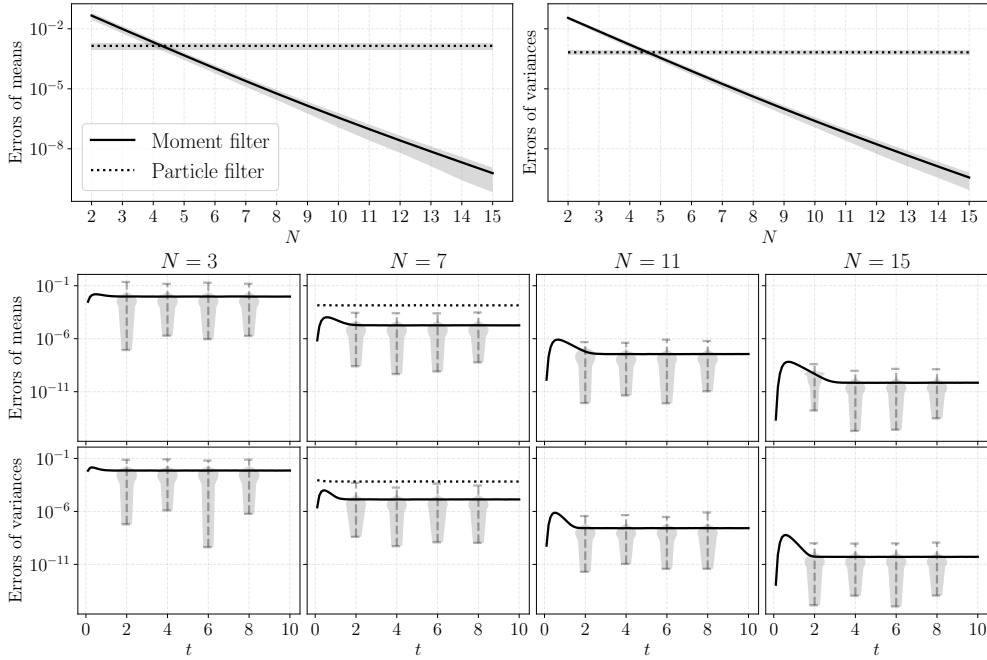 Errors of means
10⁻²
10⁻⁵
10⁻⁸
Moment filter
Particle filter
2 3 4 5 6 7 8 9 10 11 12 13 14 15
N
Errors of variances
2 3 4 5 6 7 8 9 10 11 12 13 14 15
N
N = 3
N = 7
N = 11
N = 15
Errors of means
10⁻¹
10⁻⁶
10⁻¹¹
Errors of variances
10⁻¹
10⁻⁶
10⁻¹¹
0 2 4 6 8 10
t
0 2 4 6 8 10
t
0 2 4 6 8 10
t
0 2 4 6 8 10
t